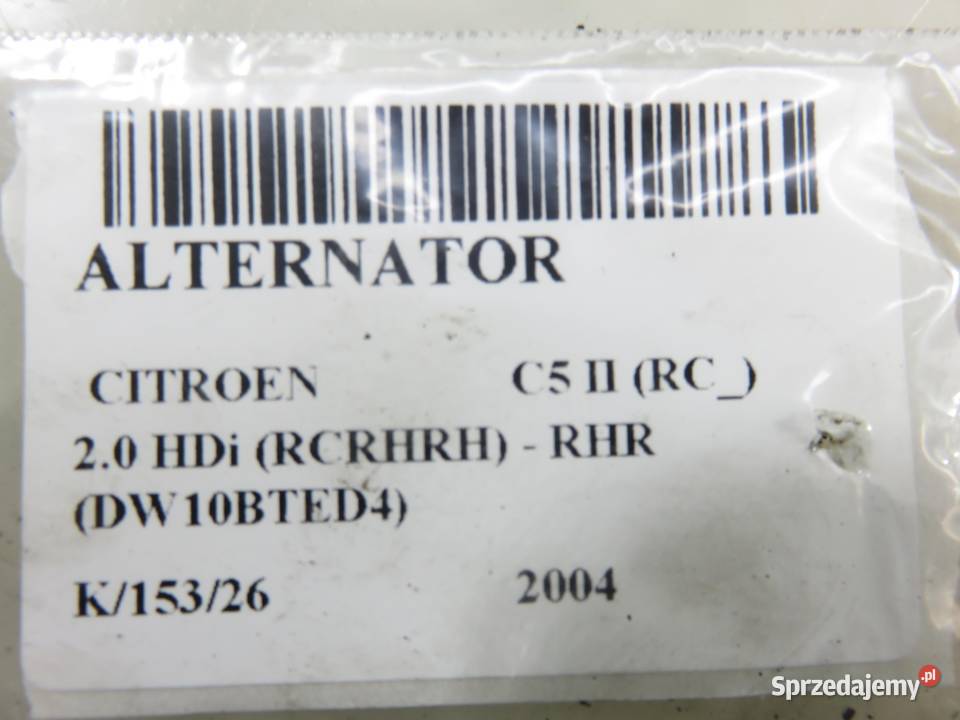 ALTERNATOR
CITROEN C5 II (RC_)
2.0 HDi (RCRHRH) - RHR
(DW10BTED4)
K/153/26 2004
Sprzedajemy.pl